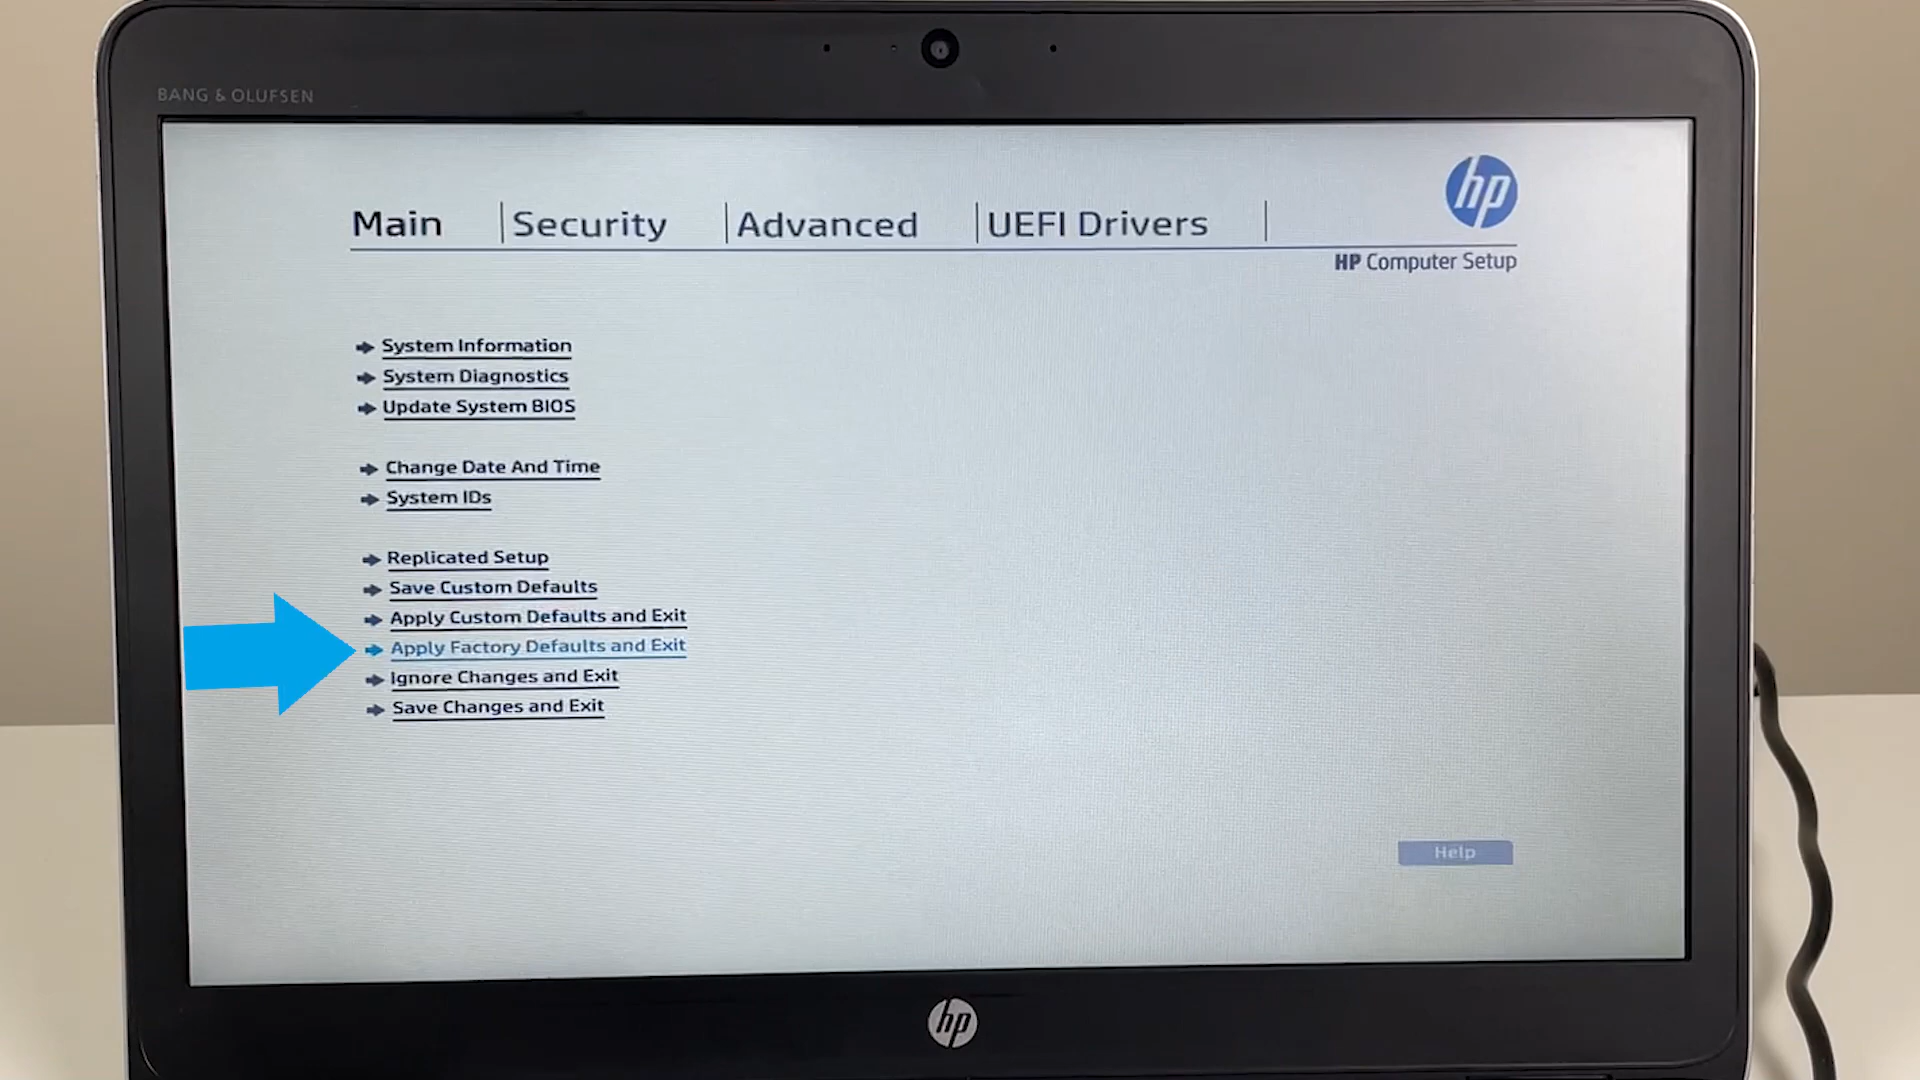 BANG & OLUFSEN
hp
Main
Security
Advanced
UEFI Drivers
HP Computer Setup
System Information
System Diagnostics
Update System BIOS
Change Date And Time
System IDs
Replicated Setup
Save Custom Defaults
Apply Custom Defaults and Exit
Apply Factory Defaults and Exit
Ignore Changes and Exit
Save Changes and Exit
Help
hp